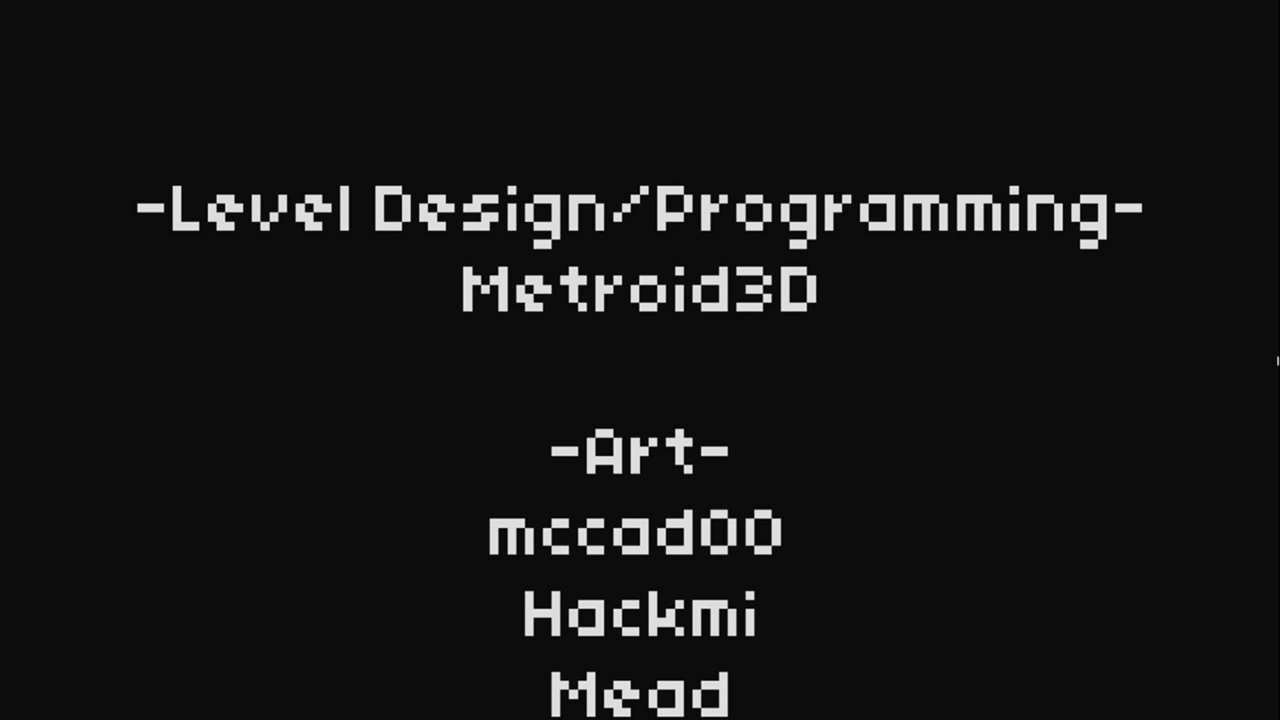 -Level Design/Programming-
Metroid3D
-Art-
mccad00
Hackmi
Mead